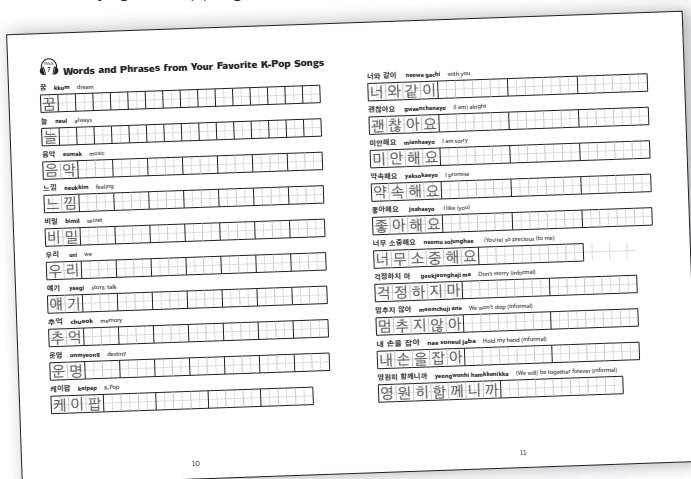 TRACK 7 Words and Phrases from Your Favorite K-Pop Songs
꿈 kkum dream
꿈
늘 neul always
늘
음악 eumak music
음악
느낌 neukkim feeling
느낌
비밀 bimil secret
비밀
우리 uri we
우리
얘기 yaegi story, talk
얘기
추억 chueok memory
추억
운명 unmyeong destiny
운명
케이팝 keipap K-Pop
케이팝
10
너와 같이 neowa gachi with you
너와같이
괜찮아요 gwaenchanayo (I am) alright
괜찮아요
미안해요 mianhaeyo I am sorry
미안해요
약속해요 yaksokaeyo I promise
약속해요
좋아해요 joahaeyo I like (you)
좋아해요
너무 소중해요 neomu sojunghae (You're) so precious (to me)
너무소중해요
걱정하지 마 geokjeonghaji ma Don't worry (informal)
걱정하지마
멈추지 않아 meomchuji ana We won't stop (informal)
멈추지않아
내 손을 잡아 nae soneul jaba Hold my hand (informal)
내손을잡아
영원히 함께니까 yeongwonhi hamkkenikka (We will) be together forever (informal)
영원히함께니까
11